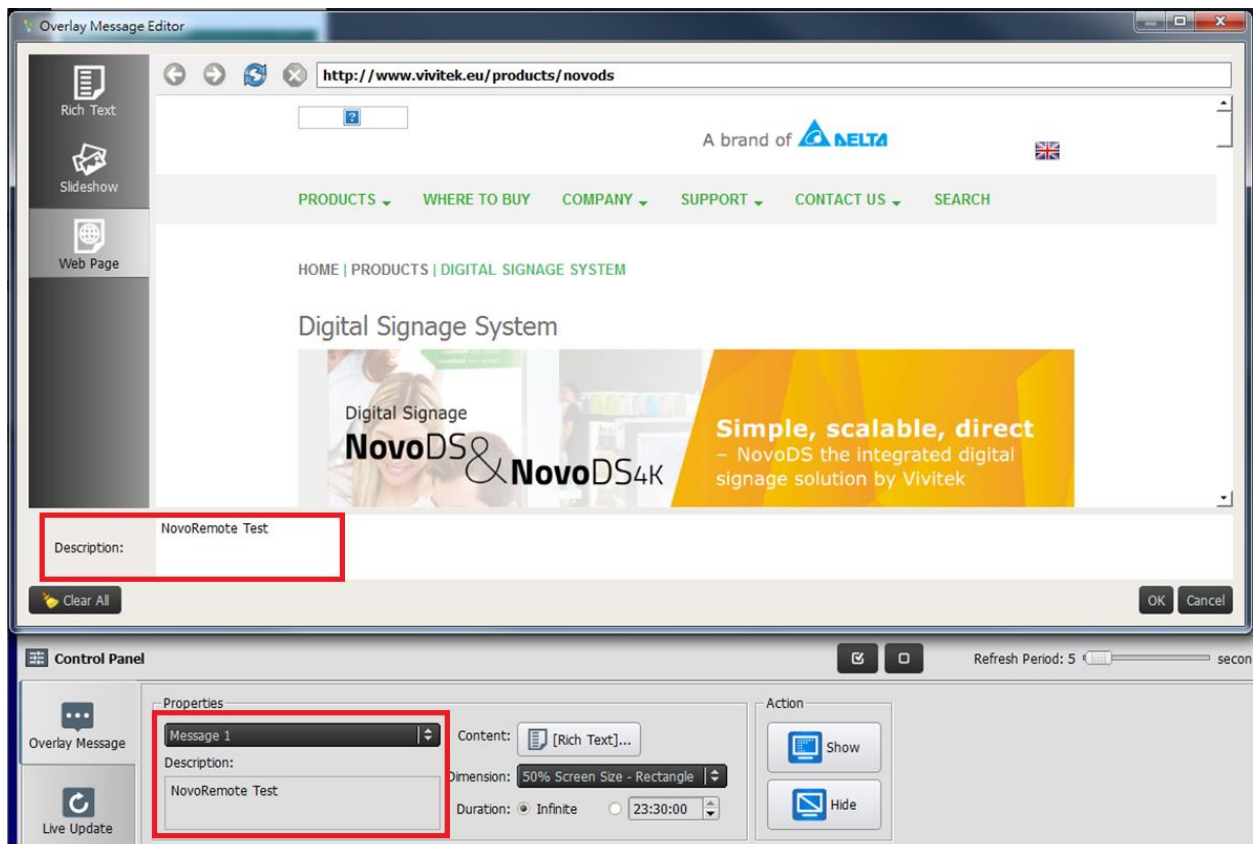 Overlay Message Editor
Rich Text
Slideshow
Web Page
http://www.vivitek.eu/products/novods
A brand of DELTA
PRODUCTS WHERE TO BUY COMPANY SUPPORT CONTACT US SEARCH
HOME | PRODUCTS | DIGITAL SIGNAGE SYSTEM
Digital Signage System
Digital Signage
NovoDS & NovoDS4K
Simple, scalable, direct
– NovoDS the integrated digital
signage solution by Vivitek
Description: NovoRemote Test
Clear All OK Cancel
Control Panel Refresh Period: 5 secon
Overlay Message
Live Update
Properties
Message 1
Description:
NovoRemote Test
Content: [Rich Text]...
Dimension: 50% Screen Size - Rectangle
Duration: Infinite 23:30:00
Action
Show
Hide